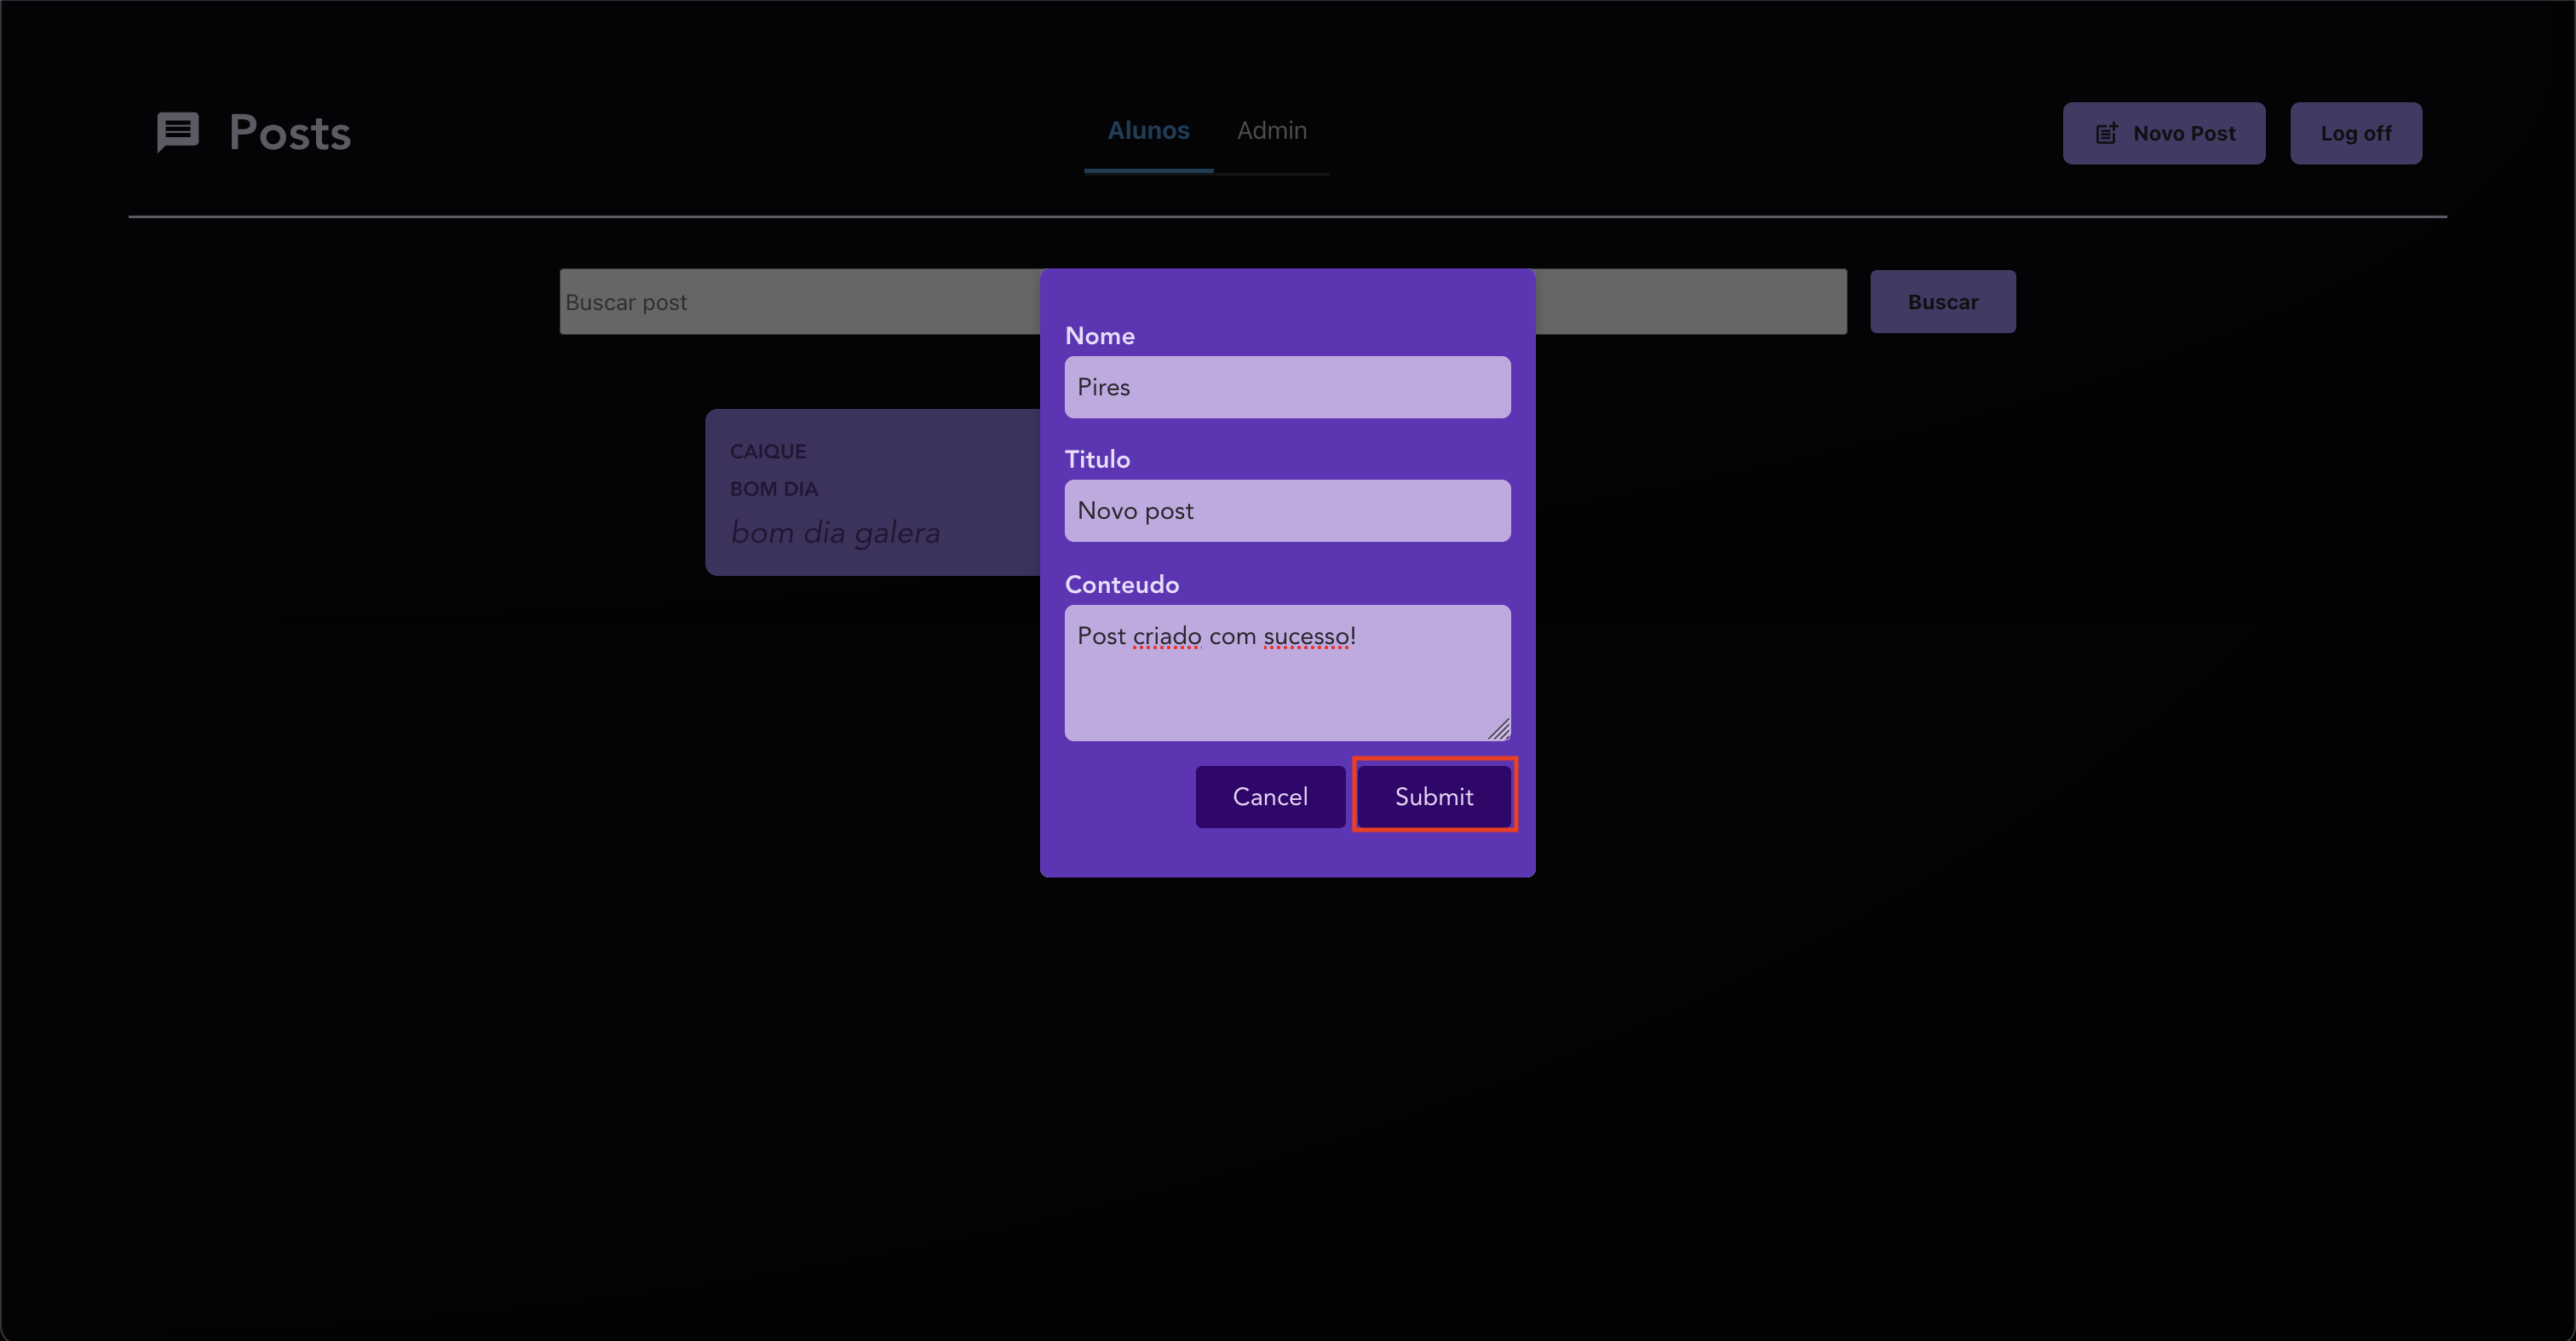 Posts
Alunos Admin
Novo Post Log off
Buscar post
Buscar
CAIQUE
BOM DIA
bom dia galera
Nome
Pires
Titulo
Novo post
Conteudo
Post criado com sucesso!
Cancel Submit